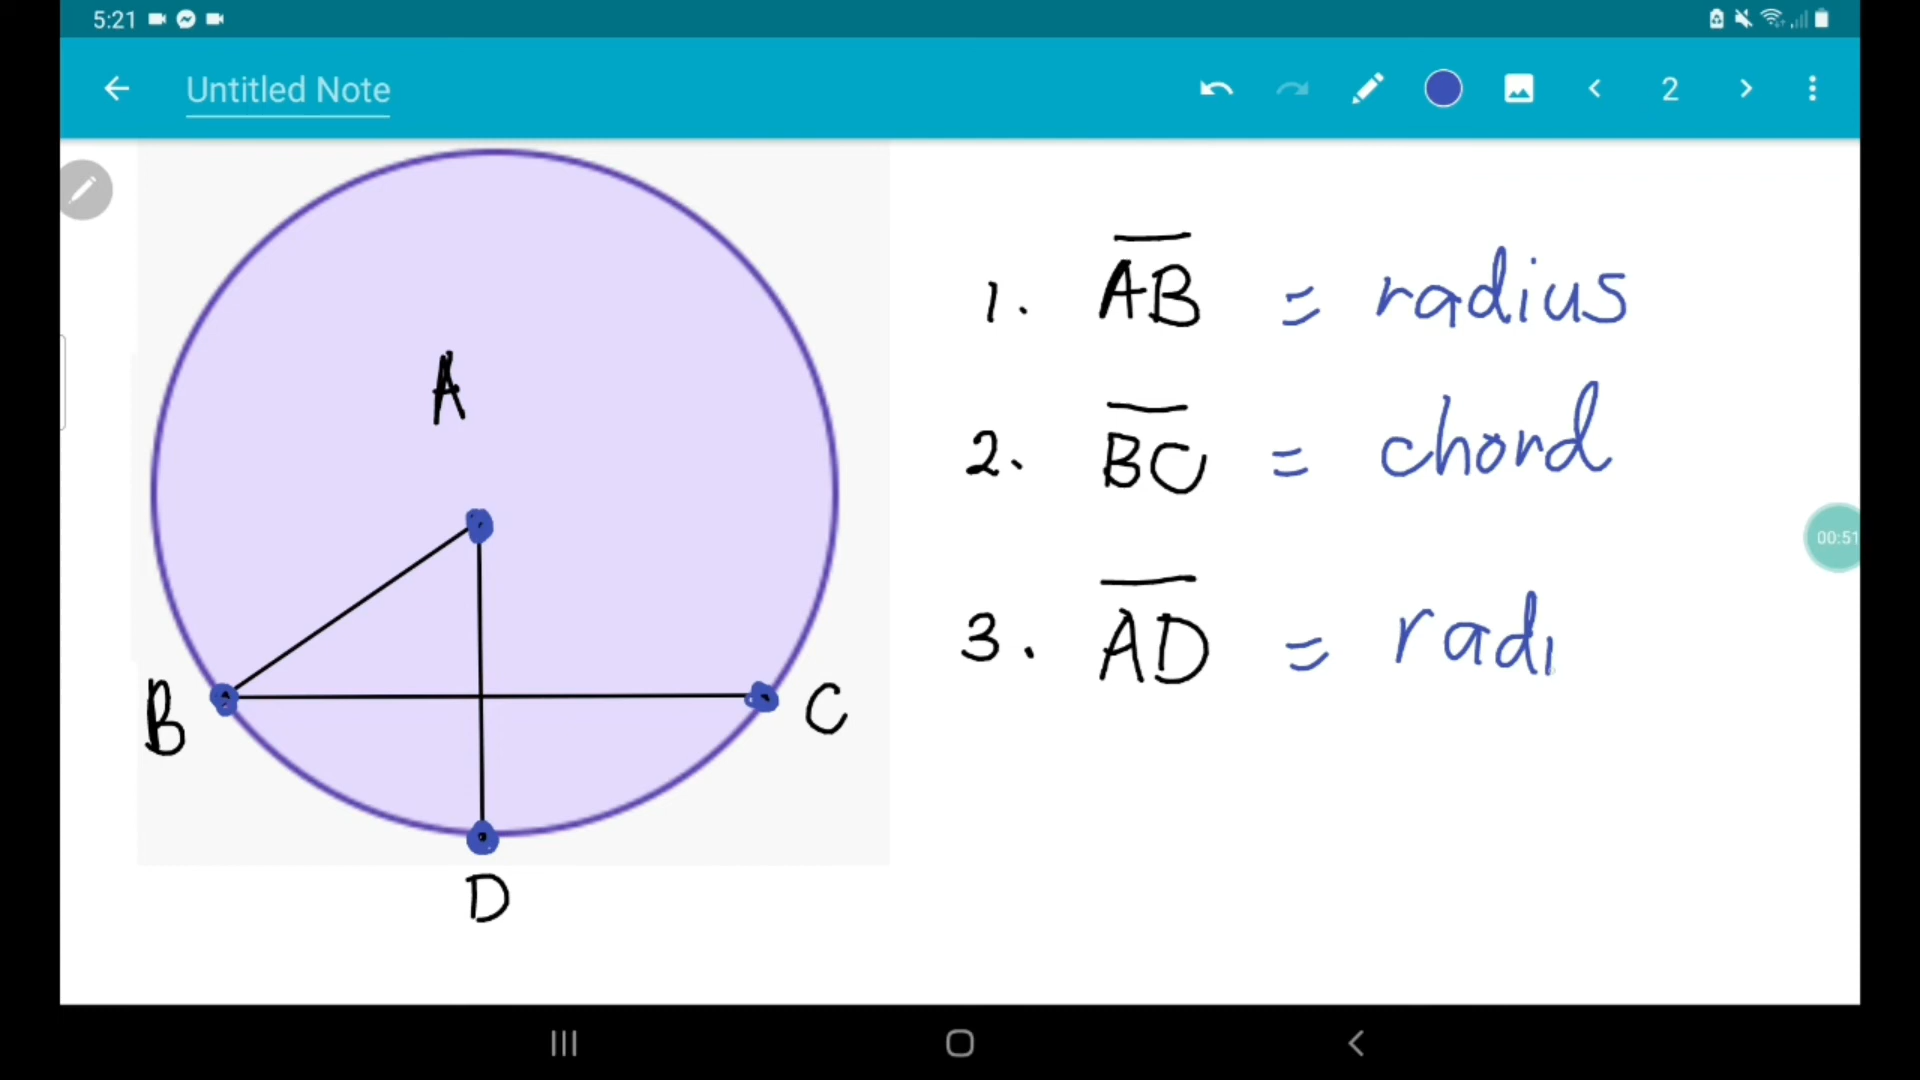 5:21
Untitled Note
2
A
B
C
D
1. AB = radius
2. BC = chord
3. AD = radi
00:51